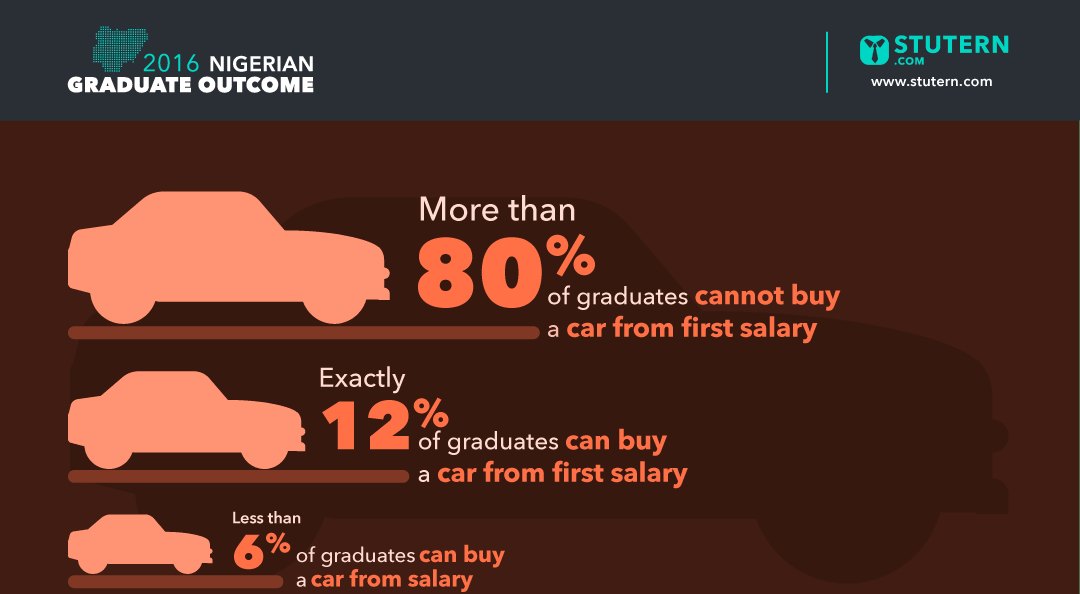 2016 NIGERIAN
GRADUATE OUTCOME
STUTERN
.COM
www.stutern.com
More than
80%
of graduates cannot buy
a car from first salary
Exactly
12%
of graduates can buy
a car from first salary
Less than
6%
of graduates can buy
a car from salary